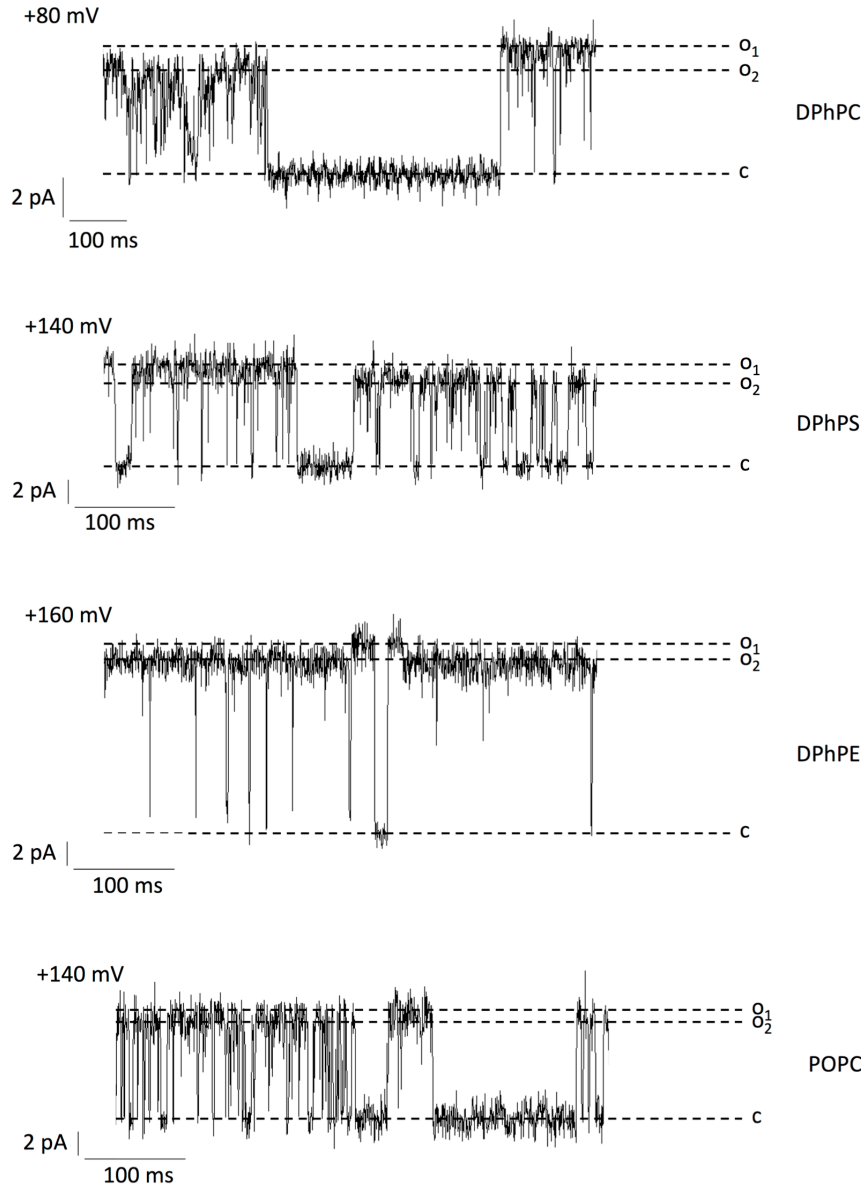 +80 mV
o1
o2
DPhPC
c
2 pA
100 ms
+140 mV
o1
o2
DPhPS
c
2 pA
100 ms
+160 mV
o1
o2
DPhPE
c
2 pA
100 ms
+140 mV
o1
o2
POPC
c
2 pA
100 ms